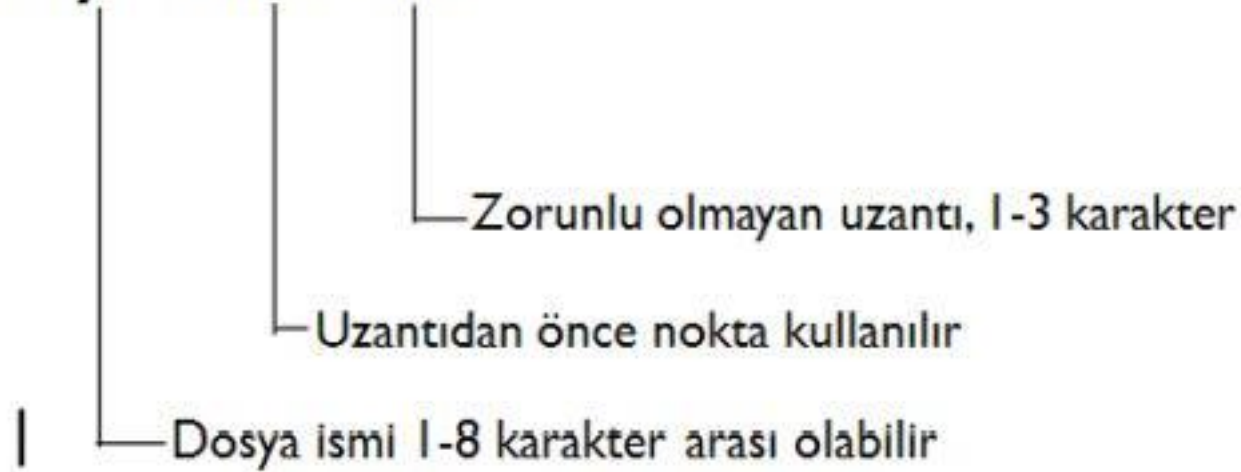 Zorunlu olmayan uzantı, 1-3 karakter
Uzantıdan önce nokta kullanılır
Dosya ismi 1-8 karakter arası olabilir